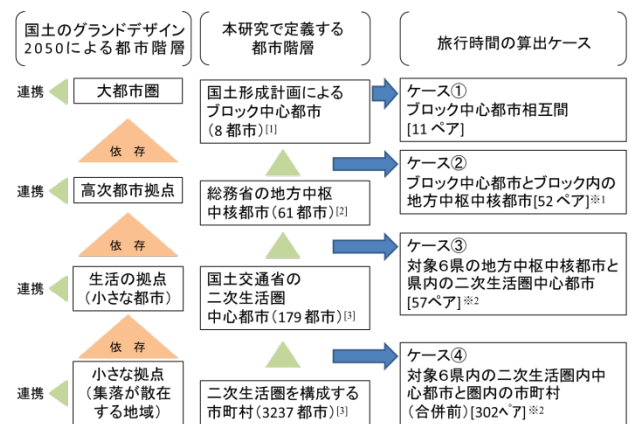 国土のグランドデザイン
2050による都市階層
本研究で定義する
都市階層
旅行時間の算出ケース
連携
大都市圏
国土形成計画による
ブロック中心都市
(8都市)[1]
ケース①
ブロック中心都市相互間
[11ペア]
依存
連携
高次都市拠点
総務省の地方中枢
中核都市(61都市)[2]
ケース②
ブロック中心都市とブロック内の
地方中枢中核都市[52ペア]※1
依存
連携
生活の拠点
(小さな都市)
国土交通省の
二次生活圏
中心都市(179都市)[3]
ケース③
対象6県の地方中枢中核都市と
県内の二次生活圏中心都市
[57ペア]※2
依存
連携
小さな拠点
(集落が散在
する地域)
二次生活圏を構成する
市町村(3237都市)[3]
ケース④
対象6県内の二次生活圏内中
心都市と圏内の市町村
(合併前)[302ペア]※2